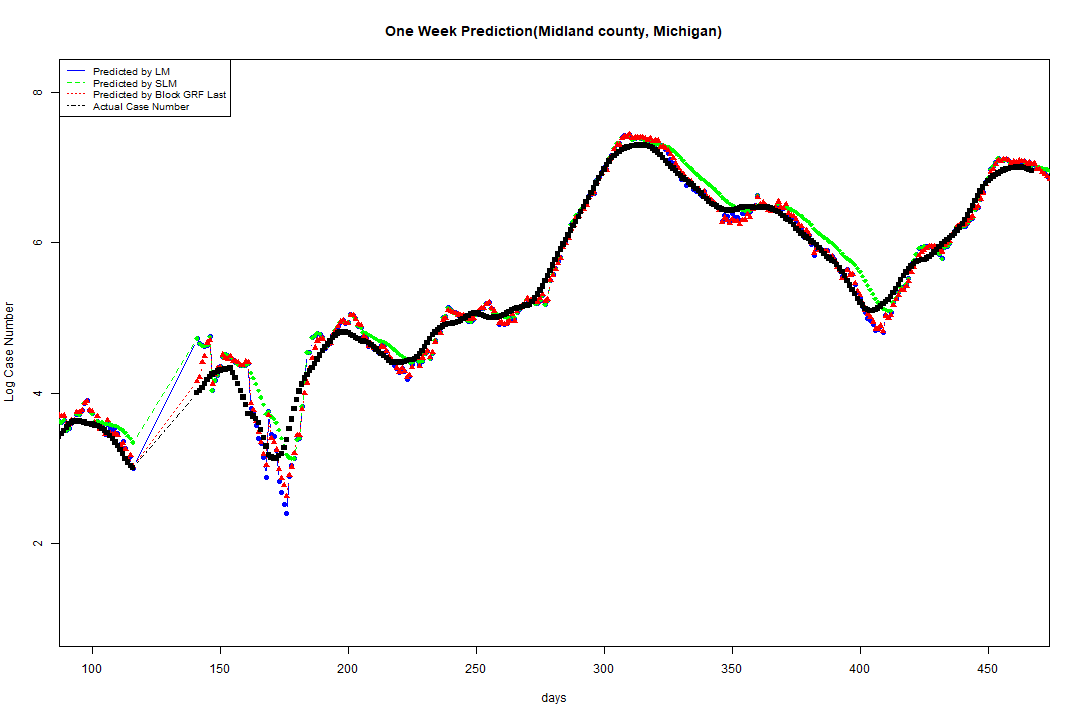 One Week Prediction(Midland county, Michigan)
Predicted by LM
Predicted by SLM
Predicted by Block GRF Last
Actual Case Number
8
6
4
2
Log Case Number
100 150 200 250 300 350 400 450
days